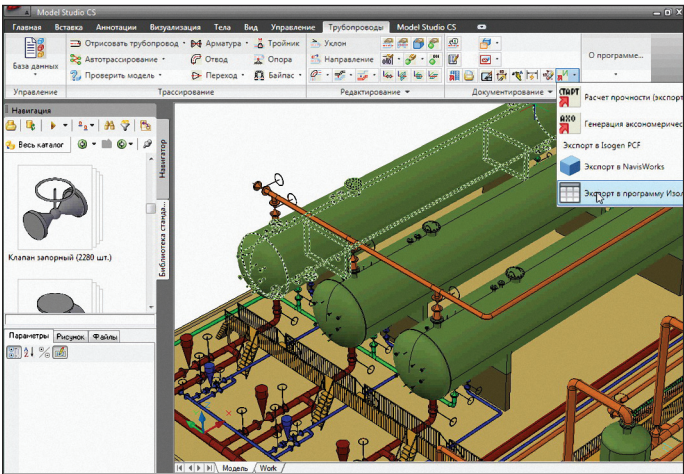 Model Studio CS
Главная Вставка Аннотации Визуализация Тела Вид Управление Трубопроводы Model Studio CS
База данных
Отрисовать трубопровод Арматура Тройник Уклон
Автотрассирование Отвод Опора Направление
Проверить модель Переход Байпас
О программе...
Управление Трассирование Редактирование Документирование
Навигация
Весь каталог
Навигатор
Библиотека станда...
Клапан запорный (2280 шт.)
СТАРТ Расчет прочности (экспорт
АХО Генерация аксонометричес
Экспорт в Isogen PCF
Экспорт в NavisWorks
Экспорт в программу Изол
Параметры Рисунок Файлы
Модель Work